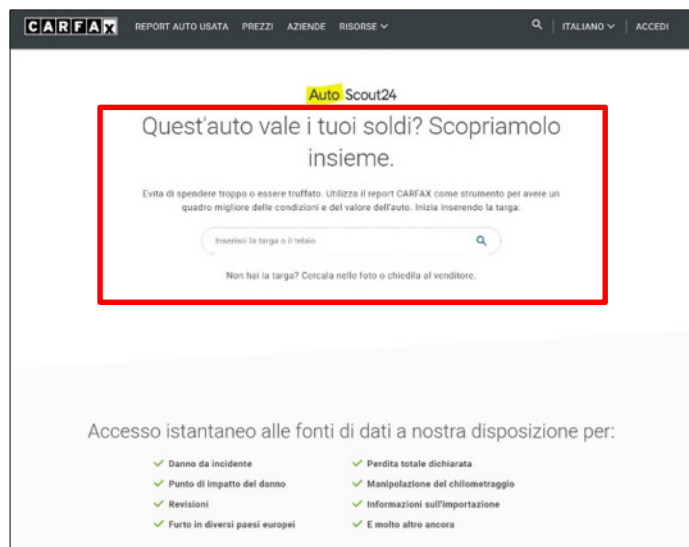 CARFAX REPORT AUTO USATA PREZZI AZIENDE RISORSE ITALIANO ACCEDI
Auto Scout24
Quest'auto vale i tuoi soldi? Scopriamolo
insieme.
Evita di spendere troppo o essere truffato. Utilizza il report CARFAX come strumento per avere un
quadro migliore delle condizioni e del valore dell'auto. Inizia inserendo la targa:
Inserisci la targa o il telaio
Non hai la targa? Cercala nelle foto o chiedila al venditore.
Accesso istantaneo alle fonti di dati a nostra disposizione per:
Danno da incidente Perdita totale dichiarata
Punto di impatto del danno Manipolazione del chilometraggio
Revisioni Informazioni sull'importazione
Furto in diversi paesi europei E molto altro ancora